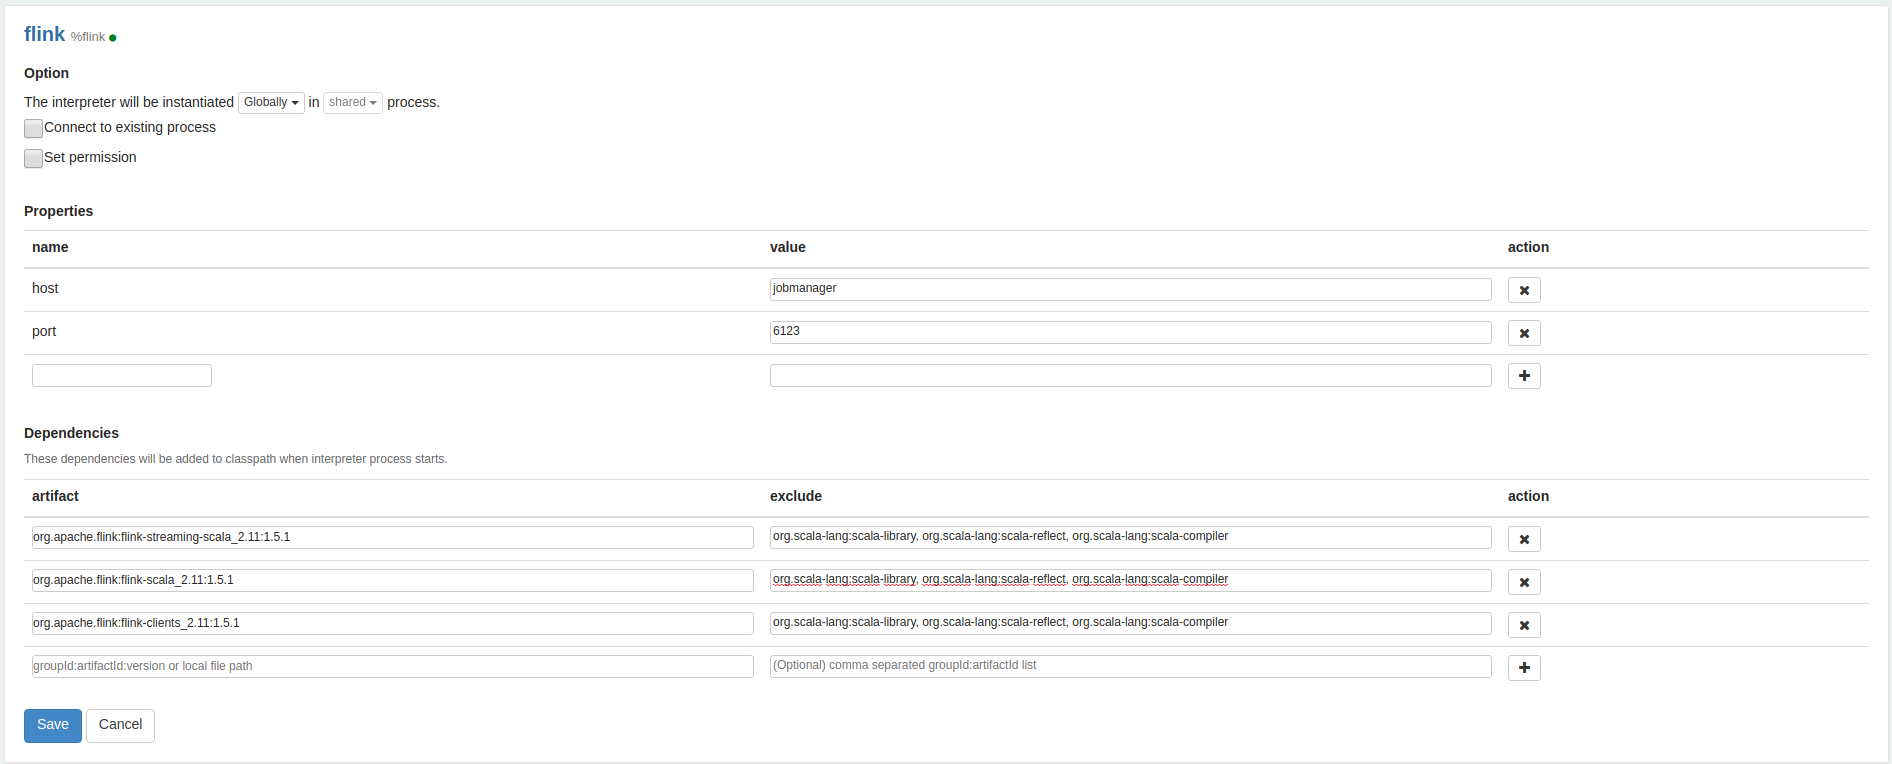 flink %flink
Option
The interpreter will be instantiated Globally in shared process.
Connect to existing process
Set permission
Properties
name value action
host jobmanager
port 6123
Dependencies
These dependencies will be added to classpath when interpreter process starts.
artifact exclude action
org.apache.flink:flink-streaming-scala_2.11:1.5.1 org.scala-lang:scala-library, org.scala-lang:scala-reflect, org.scala-lang:scala-compiler
org.apache.flink:flink-scala_2.11:1.5.1 org.scala-lang:scala-library, org.scala-lang:scala-reflect, org.scala-lang:scala-compiler
org.apache.flink:flink-clients_2.11:1.5.1 org.scala-lang:scala-library, org.scala-lang:scala-reflect, org.scala-lang:scala-compiler
groupId:artifactId:version or local file path (Optional) comma separated groupId:artifactId list
Save Cancel